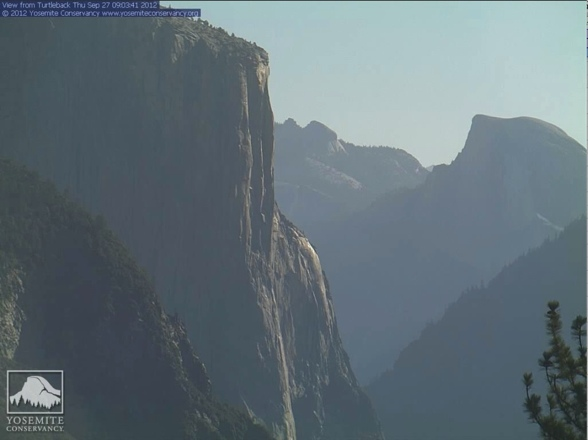 View from Turtleback Thu Sep 27 09:03:41 2012
© 2012 Yosemite Conservancy www.yosemiteconservancy.org
YOSEMITE
CONSERVANCY.